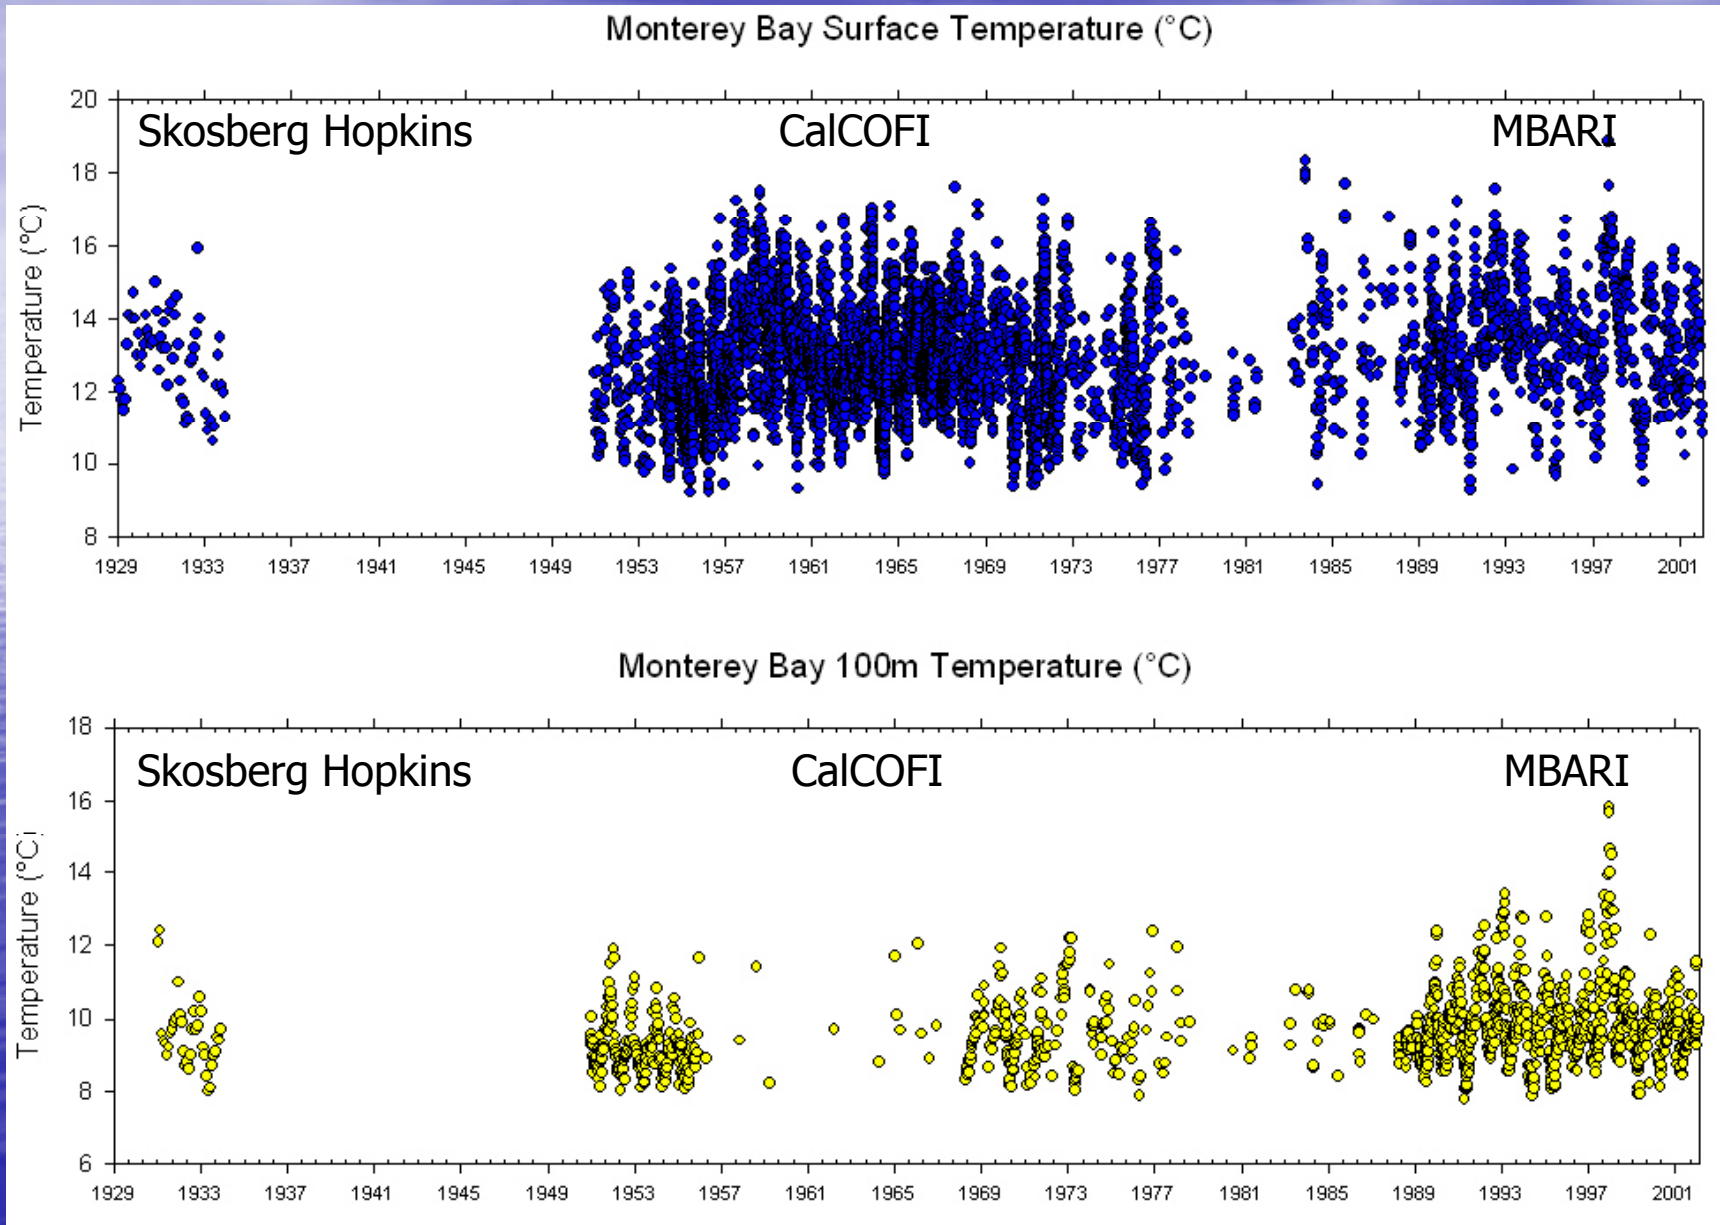 Monterey Bay Surface Temperature (°C)
Skosberg Hopkins CalCOFI MBARI
Temperature (°C)
20
18
16
14
12
10
8
1929 1933 1937 1941 1945 1949 1953 1957 1961 1965 1969 1973 1977 1981 1985 1989 1993 1997 2001
Monterey Bay 100m Temperature (°C)
Skosberg Hopkins CalCOFI MBARI
Temperature (°C)
18
16
14
12
10
8
6
1929 1933 1937 1941 1945 1949 1953 1957 1961 1965 1969 1973 1977 1981 1985 1989 1993 1997 2001